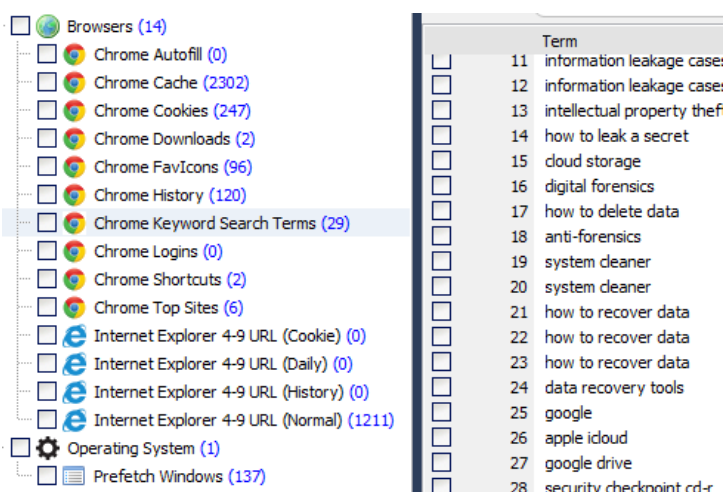 Browsers (14)
Chrome Autofill (0)
Chrome Cache (2302)
Chrome Cookies (247)
Chrome Downloads (2)
Chrome FavIcons (96)
Chrome History (120)
Chrome Keyword Search Terms (29)
Chrome Logins (0)
Chrome Shortcuts (2)
Chrome Top Sites (6)
Internet Explorer 4-9 URL (Cookie) (0)
Internet Explorer 4-9 URL (Daily) (0)
Internet Explorer 4-9 URL (History) (0)
Internet Explorer 4-9 URL (Normal) (1211)
Operating System (1)
Prefetch Windows (137)
Term
11 information leakage cases
12 information leakage cases
13 intellectual property theft
14 how to leak a secret
15 cloud storage
16 digital forensics
17 how to delete data
18 anti-forensics
19 system cleaner
20 system cleaner
21 how to recover data
22 how to recover data
23 how to recover data
24 data recovery tools
25 google
26 apple icloud
27 google drive
28 security checkpoint cd-r